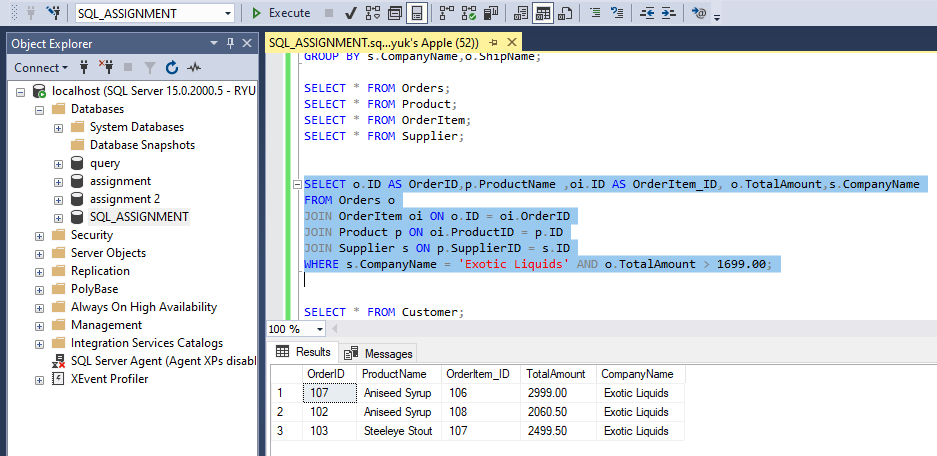 SQL_ASSIGNMENT
Execute
Object Explorer
Connect
localhost (SQL Server 15.0.2000.5 - RYU
Databases
System Databases
Database Snapshots
query
assignment
assignment 2
SQL_ASSIGNMENT
Security
Server Objects
Replication
PolyBase
Always On High Availability
Management
Integration Services Catalogs
SQL Server Agent (Agent XPs disabl
XEvent Profiler
SQL_ASSIGNMENT.sq...yuk's Apple (52))
GROUP BY s.CompanyName,o.ShipName;
SELECT * FROM Orders;
SELECT * FROM Product;
SELECT * FROM OrderItem;
SELECT * FROM Supplier;
SELECT o.ID AS OrderID,p.ProductName ,oi.ID AS OrderItem_ID, o.TotalAmount,s.CompanyName
FROM Orders o
JOIN OrderItem oi ON o.ID = oi.OrderID
JOIN Product p ON oi.ProductID = p.ID
JOIN Supplier s ON p.SupplierID = s.ID
WHERE s.CompanyName = 'Exotic Liquids' AND o.TotalAmount > 1699.00;
SELECT * FROM Customer;
100 %
Results Messages
OrderID ProductName OrderItem_ID TotalAmount CompanyName
1 107 Aniseed Syrup 106 2999.00 Exotic Liquids
2 102 Aniseed Syrup 108 2060.50 Exotic Liquids
3 103 Steeleye Stout 107 2499.50 Exotic Liquids